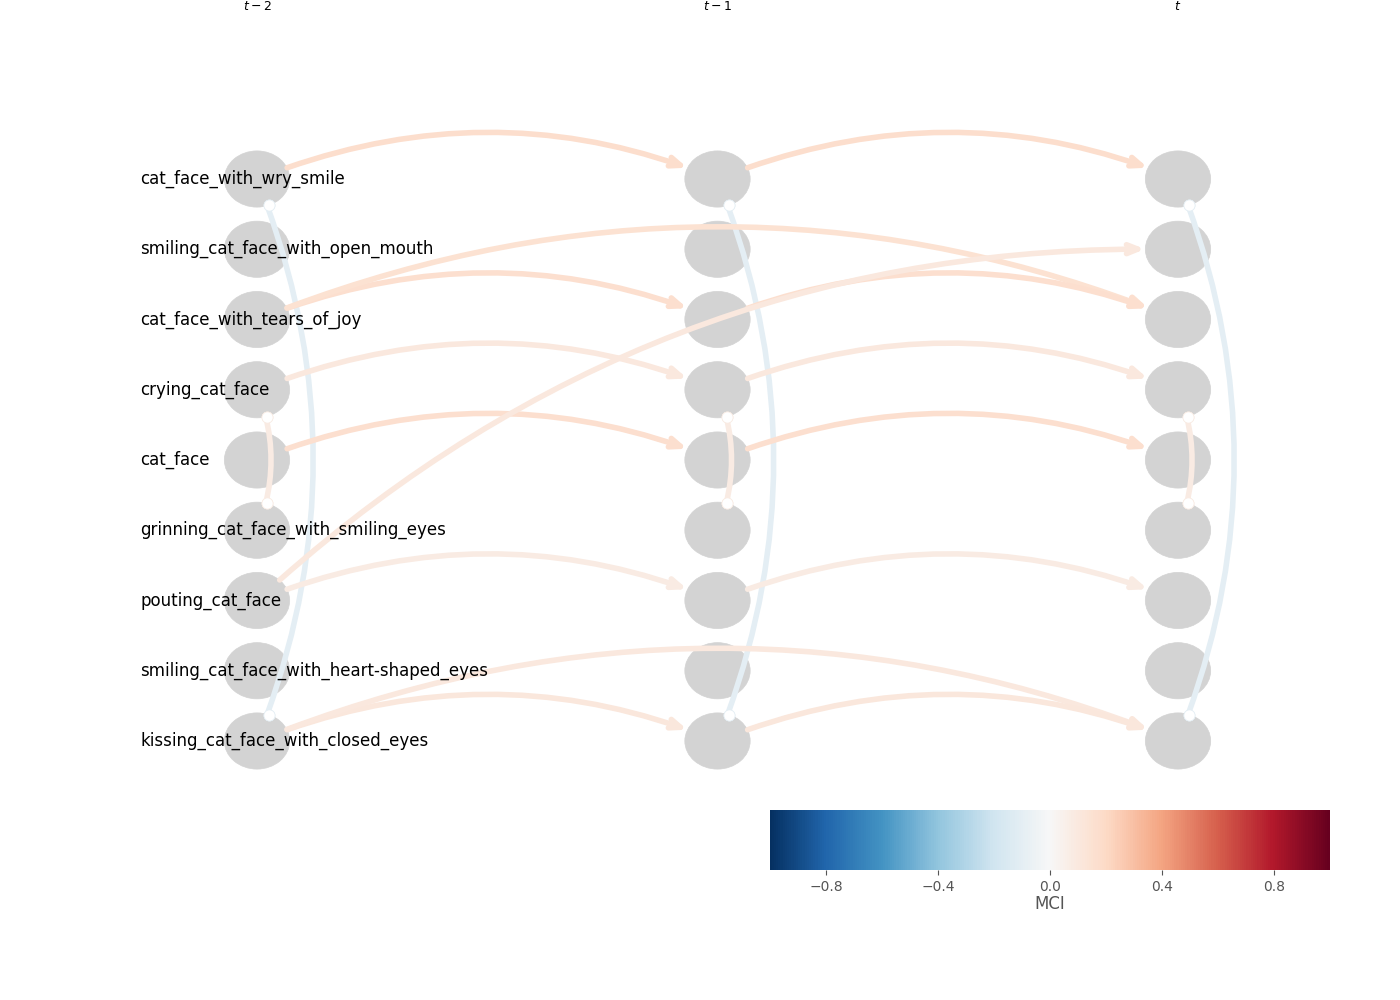 t − 2 t − 1 t
cat_face_with_wry_smile
smiling_cat_face_with_open_mouth
cat_face_with_tears_of_joy
crying_cat_face
cat_face
grinning_cat_face_with_smiling_eyes
pouting_cat_face
smiling_cat_face_with_heart-shaped_eyes
kissing_cat_face_with_closed_eyes
−0.8 −0.4 0.0 0.4 0.8
MCI